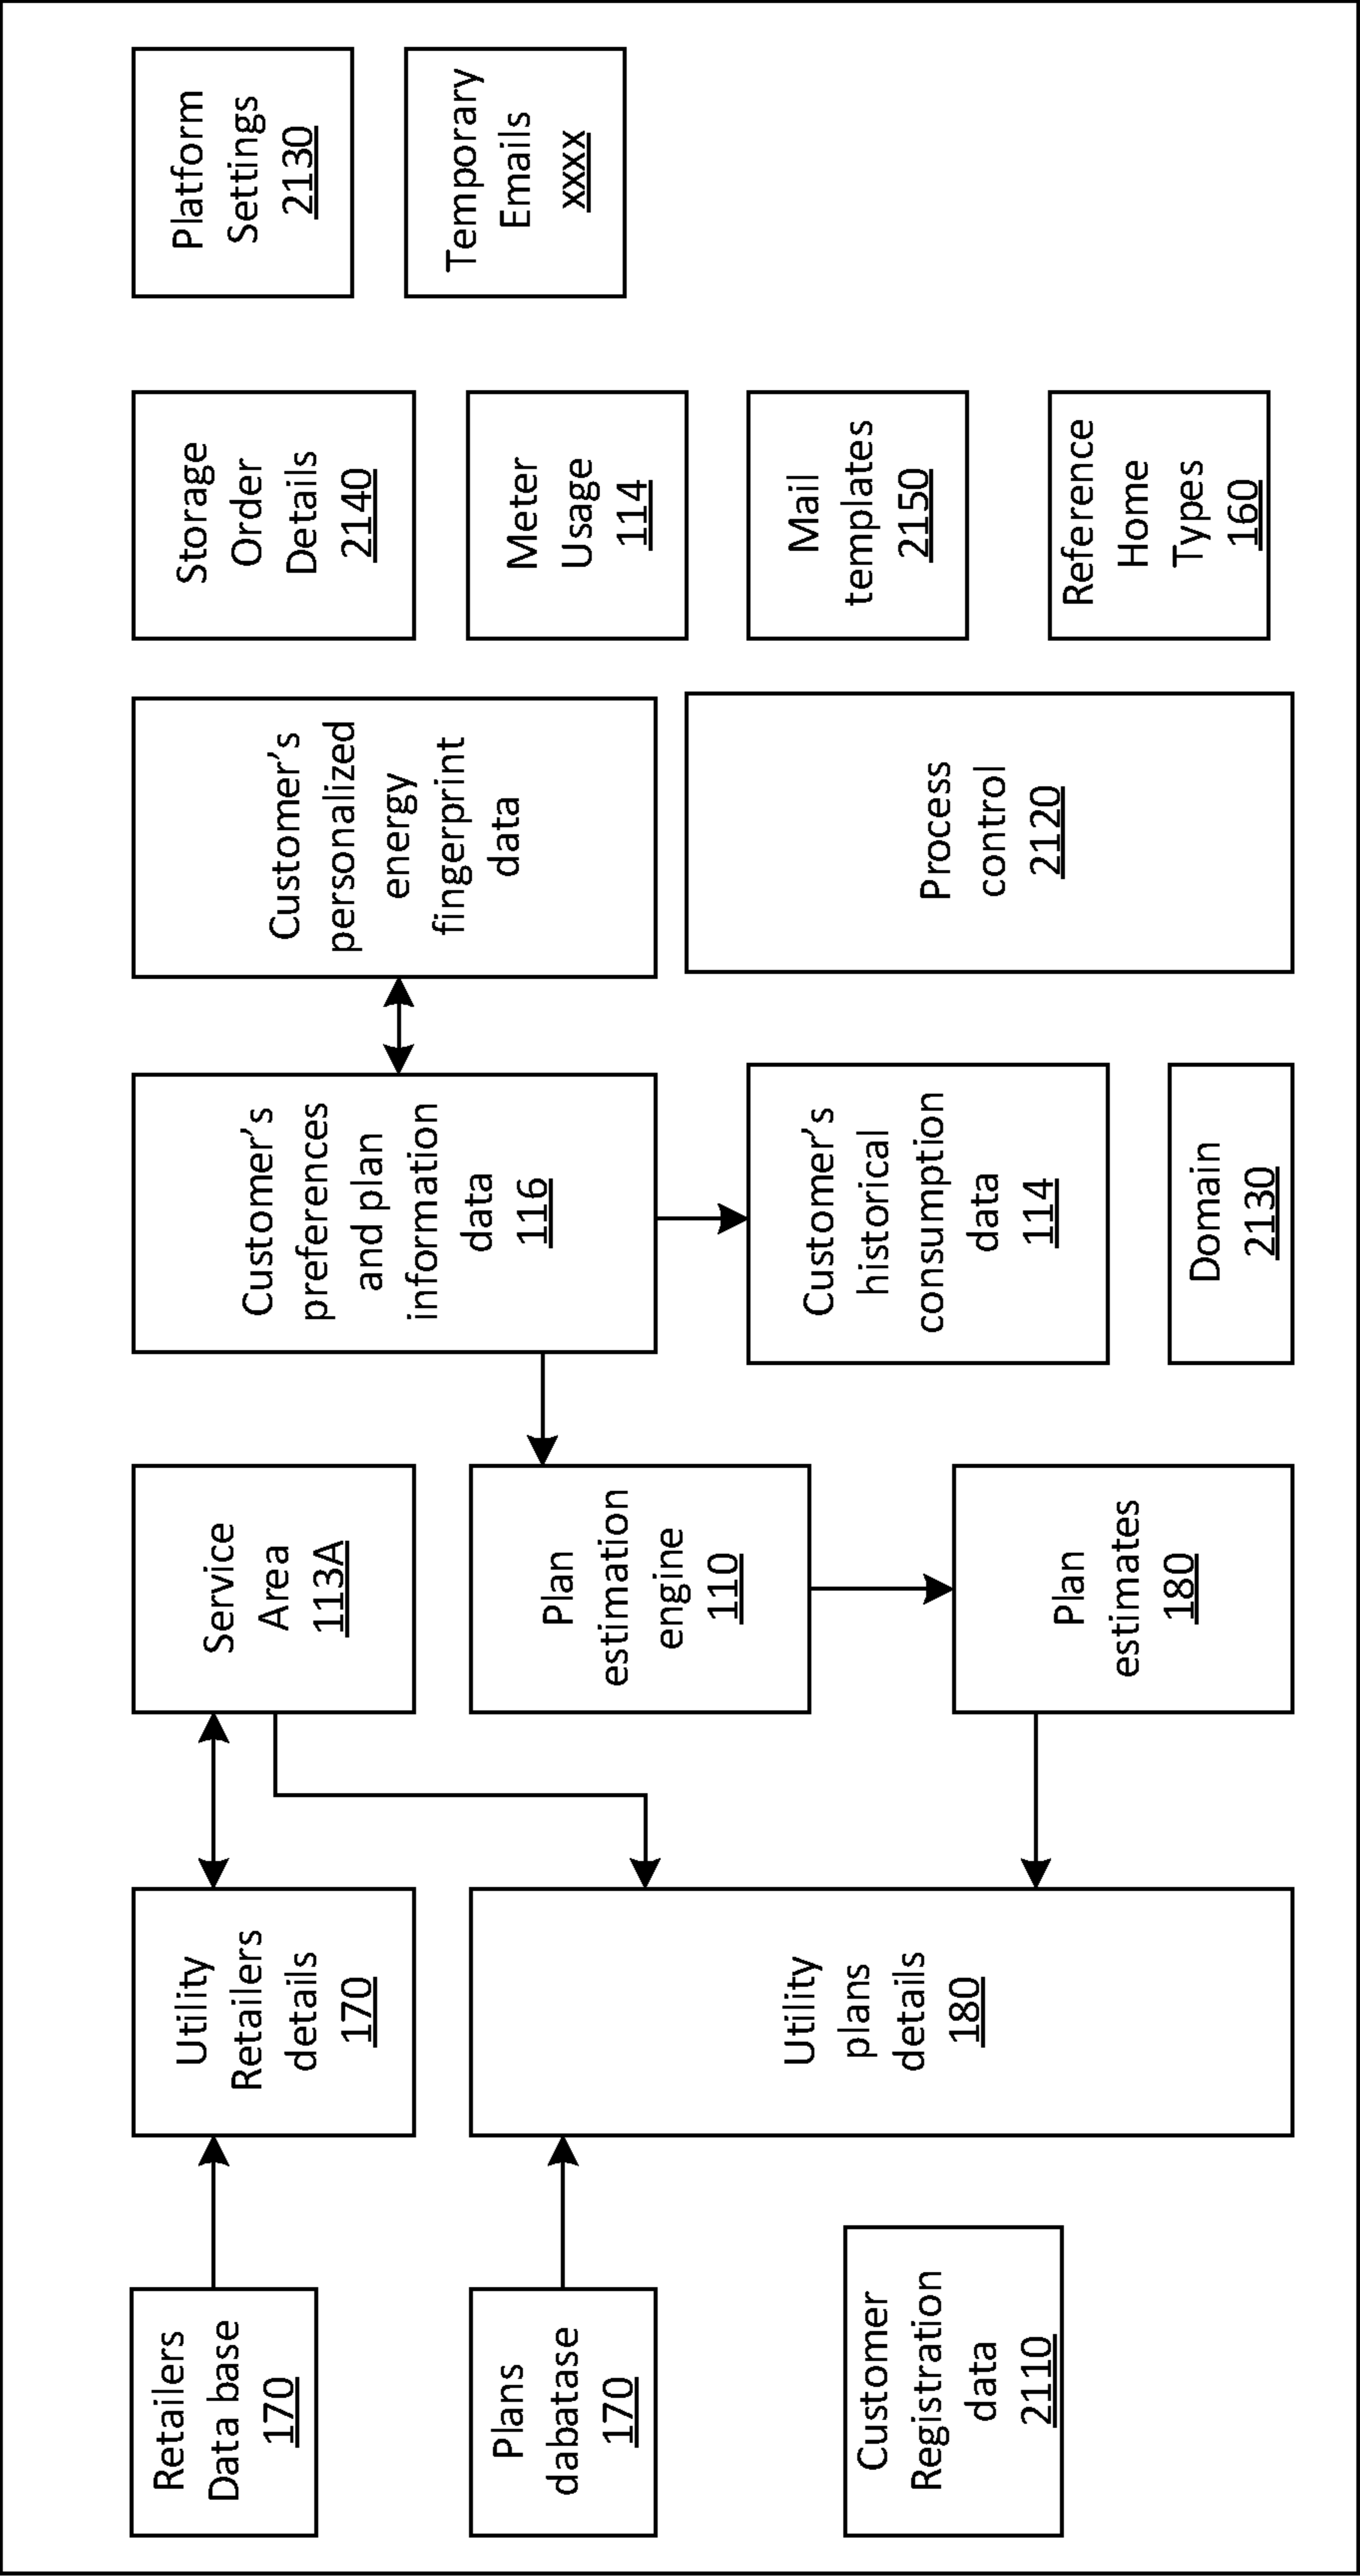 Retailers
Data base
170
Plans
dabatase
170
Customer
Registration
data
2110
Utility
Retailers
details
170
Utility
plans
details
180
Service
Area
113A
Plan
estimation
engine
110
Plan
estimates
180
Customer's
preferences
and plan
information
data
116
Customer's
historical
consumption
data
114
Domain
2130
Customer's
personalized
energy
fingerprint
data
Process
control
2120
Storage
Order
Details
2140
Meter
Usage
114
Mail
templates
2150
Reference
Home
Types
160
Platform
Settings
2130
Temporary
Emails
xxxx